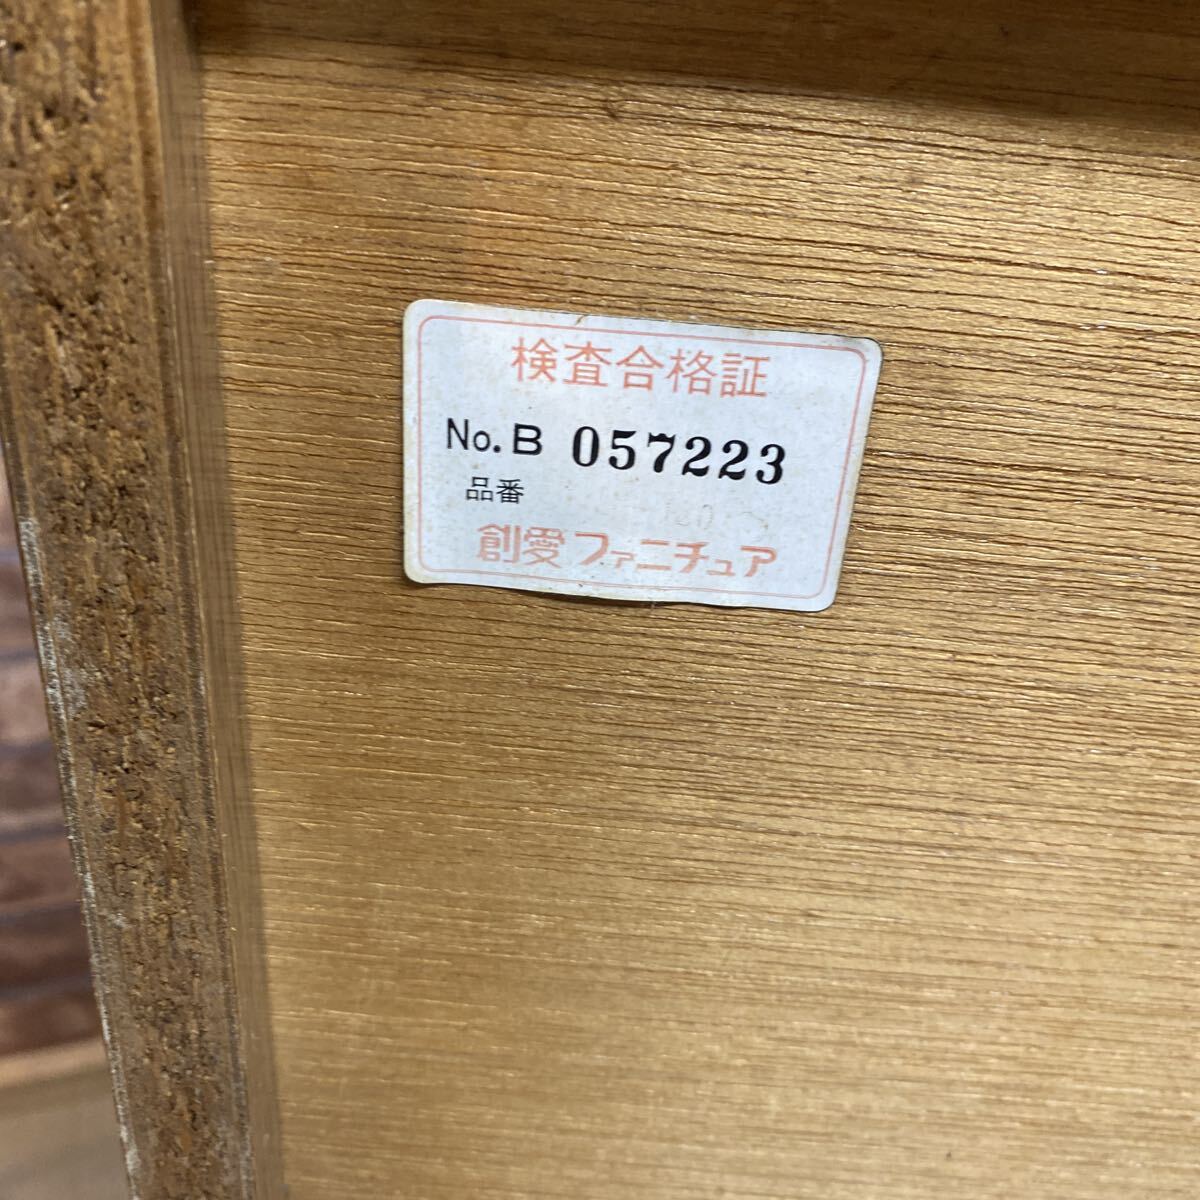 検査合格証
No. B 057223
品番
創愛ファニチュア